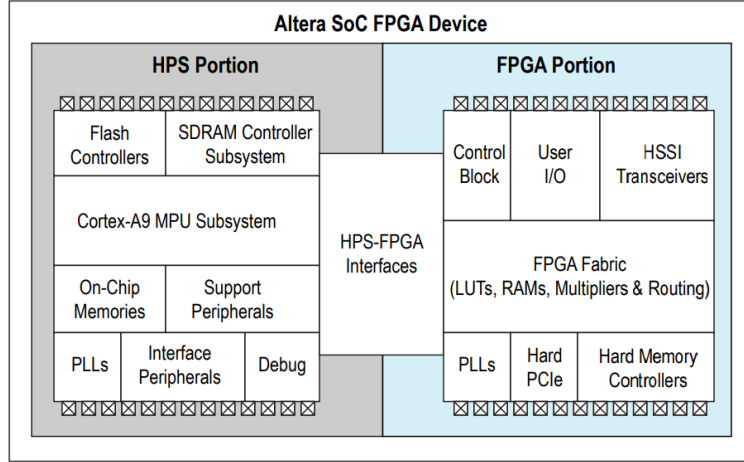 Altera SoC FPGA Device
HPS Portion
FPGA Portion
Flash
Controllers
SDRAM Controller
Subsystem
Cortex-A9 MPU Subsystem
On-Chip
Memories
Support
Peripherals
PLLs
Interface
Peripherals
Debug
HPS-FPGA
Interfaces
Control
Block
User
I/O
HSSI
Transceivers
FPGA Fabric
(LUTs, RAMs, Multipliers & Routing)
PLLs
Hard
PCIe
Hard Memory
Controllers